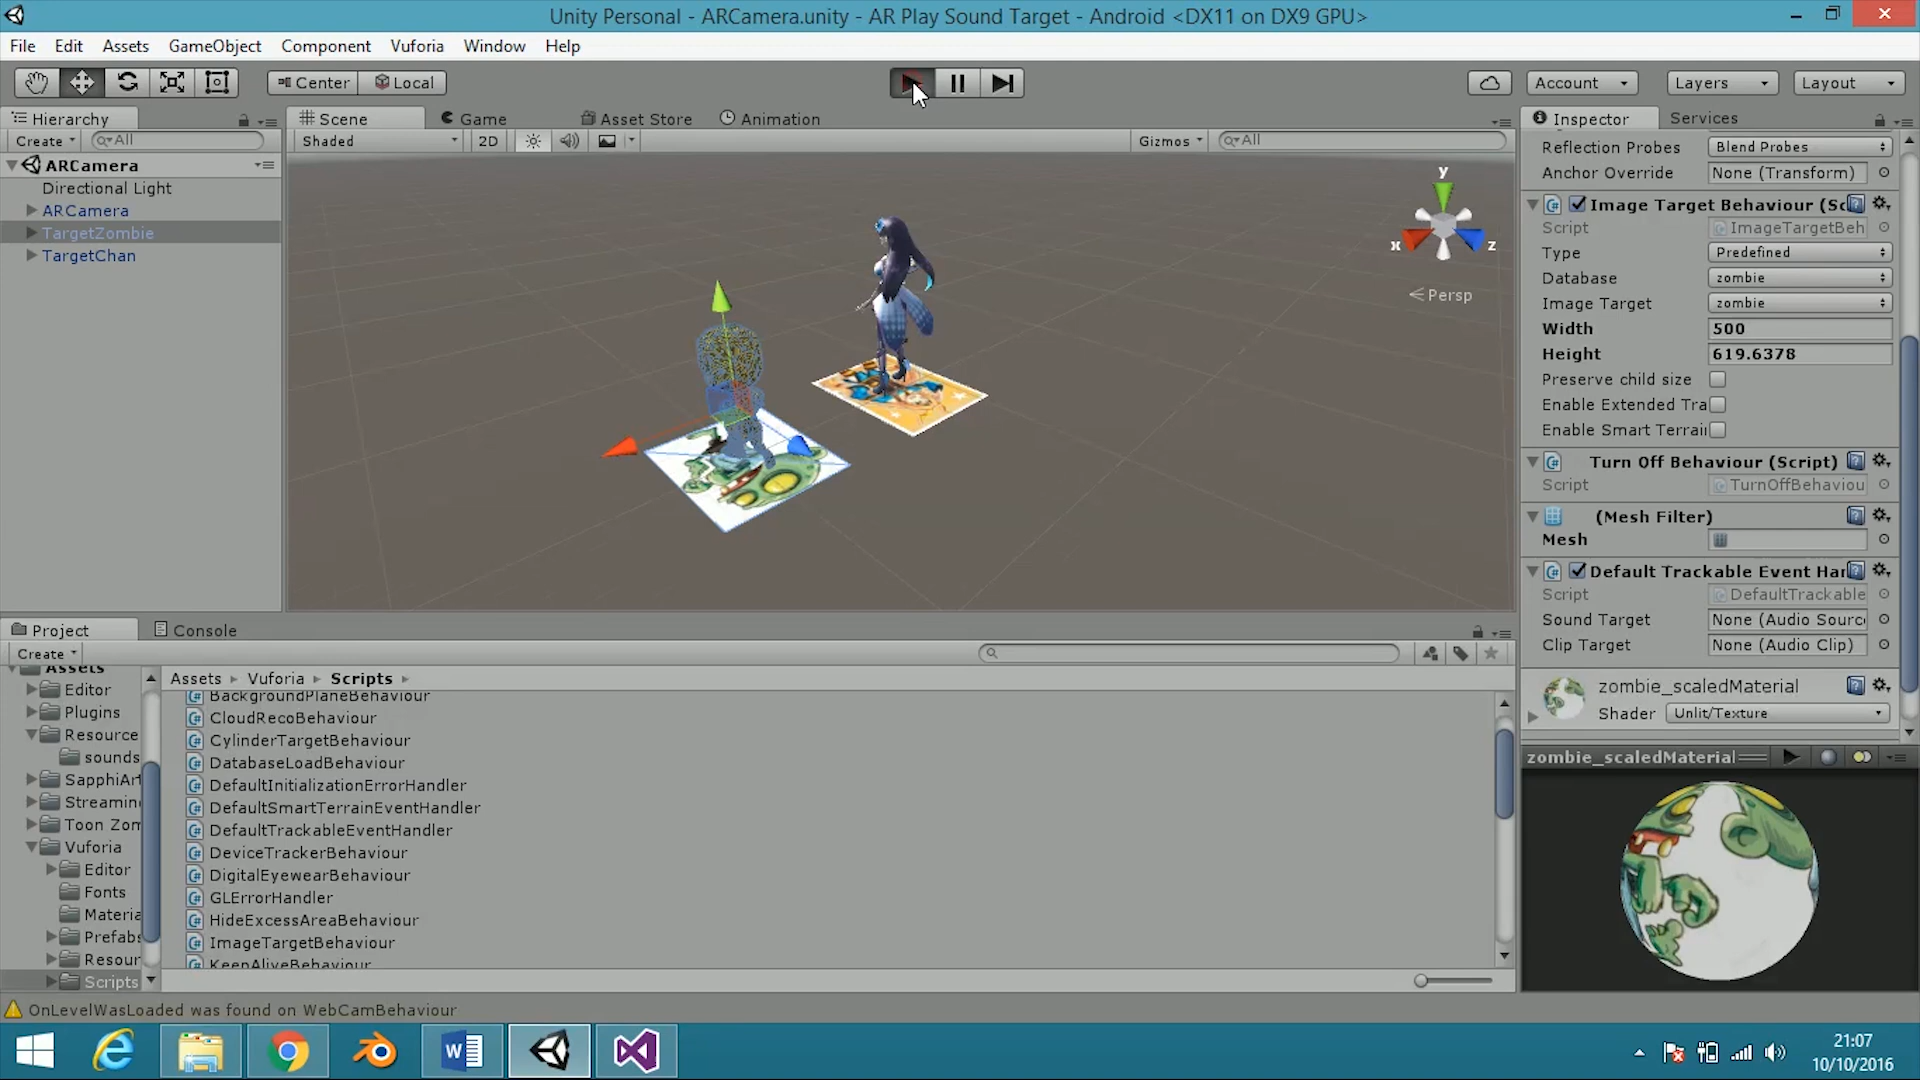 Unity Personal - ARCamera.unity - AR Play Sound Target - Android <DX11 on DX9 GPU>
File Edit Assets GameObject Component Vuforia Window Help
Center Local Account Layers Layout
Hierarchy
Create All
ARCamera
Directional Light
ARCamera
TargetZombie
TargetChan
Scene Game Asset Store Animation
Shaded 2D Gizmos All
y
x
z
Persp
Inspector Services
Reflection Probes Blend Probes
Anchor Override None (Transform)
Image Target Behaviour (Sc
Script ImageTargetBeh
Type Predefined
Database zombie
Image Target zombie
Width 500
Height 619.6378
Preserve child size
Enable Extended Tra
Enable Smart Terrai
Turn Off Behaviour (Script)
Script TurnOffBehaviou
(Mesh Filter)
Mesh
Default Trackable Event Har
Script DefaultTrackable
Sound Target None (Audio Sourc
Clip Target None (Audio Clip)
zombie_scaledMaterial
Shader Unlit/Texture
zombie_scaledMaterial
Project Console
Create
Assets
Editor
Plugins
Resource
sounds
SapphiArt
Streamin
Toon Zom
Vuforia
Editor
Fonts
Materia
Prefabs
Resour
Scripts
Assets Vuforia Scripts
BackgroundPlaneBehaviour
CloudRecoBehaviour
CylinderTargetBehaviour
DatabaseLoadBehaviour
DefaultInitializationErrorHandler
DefaultSmartTerrainEventHandler
DefaultTrackableEventHandler
DeviceTrackerBehaviour
DigitalEyewearBehaviour
GLErrorHandler
HideExcessAreaBehaviour
ImageTargetBehaviour
KeepAliveBehaviour
OnLevelWasLoaded was found on WebCamBehaviour
21:07
10/10/2016